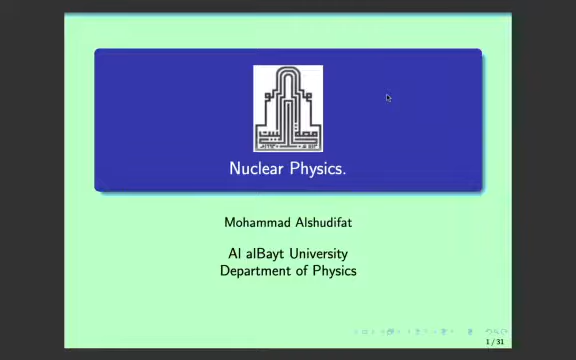 Nuclear Physics.
Mohammad Alshudifat
Al alBayt University
Department of Physics
1 / 31